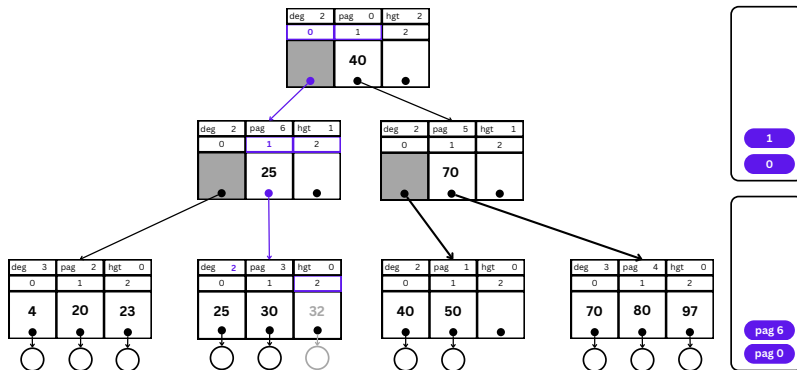 deg 2 pag 0 hgt 2
0 1 2
40
deg 2 pag 6 hgt 1
0 1 2
25
deg 2 pag 5 hgt 1
0 1 2
70
1
0
deg 3 pag 2 hgt 0
0 1 2
4 20 23
deg 2 pag 3 hgt 0
0 1 2
25 30 32
deg 2 pag 1 hgt 0
0 1 2
40 50
deg 3 pag 4 hgt 0
0 1 2
70 80 97
pag 6
pag 0